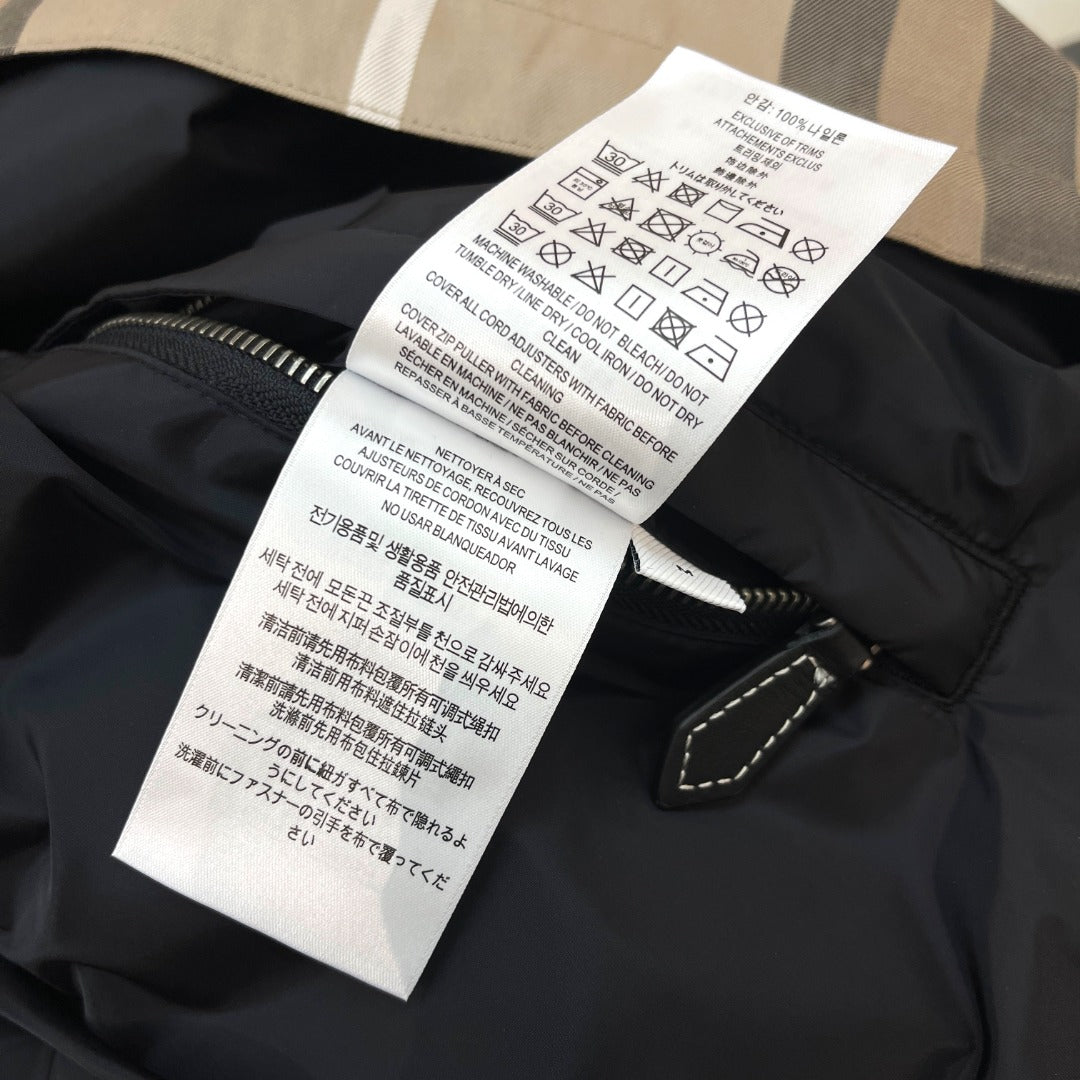 안감: 100%나일론
EXCLUSIVE OF TRIMS
ATTACHEMENTS EXCLUS
트리밍제외
饰边除外
飾邊除外
トリムは取り外してください
30
30
30
MACHINE WASHABLE / DO NOT BLEACH / DO NOT
TUMBLE DRY / LINE DRY / COOL IRON / DO NOT DRY
CLEAN
COVER ALL CORD ADJUSTERS WITH FABRIC BEFORE
CLEANING
COVER ZIP PULLER WITH FABRIC BEFORE CLEANING
LAVABLE EN MACHINE / NE PAS BLANCHIR / NE PAS
SÉCHER EN MACHINE / SÉCHER SUR CORDE /
REPASSER À BASSE TEMPÉRATURE / NE PAS
NETTOYER À SEC
AVANT LE NETTOYAGE, RECOUVREZ TOUS LES
AJUSTEURS DE CORDON AVEC DU TISSU
COUVRIR LA TIRETTE DE TISSU AVANT LAVAGE
NO USAR BLANQUEADOR
전기용품및 생활용품 안전관리법에의한
품질표시
세탁 전에 모든끈 조절부를 천으로 감싸 주세요
세탁 전에 지퍼 손잡이에 천을 씌우세요
清洁前请先用布料包覆所有可调式绳扣
清洁前用布料遮住拉链头
清潔前請先用布料包覆所有可調式繩扣
洗滌前先用布包住拉鍊片
クリーニングの前に紐がすべて布で隠れるよ
うにしてください
洗濯前にファスナーの引手を布で覆ってくだ
さい